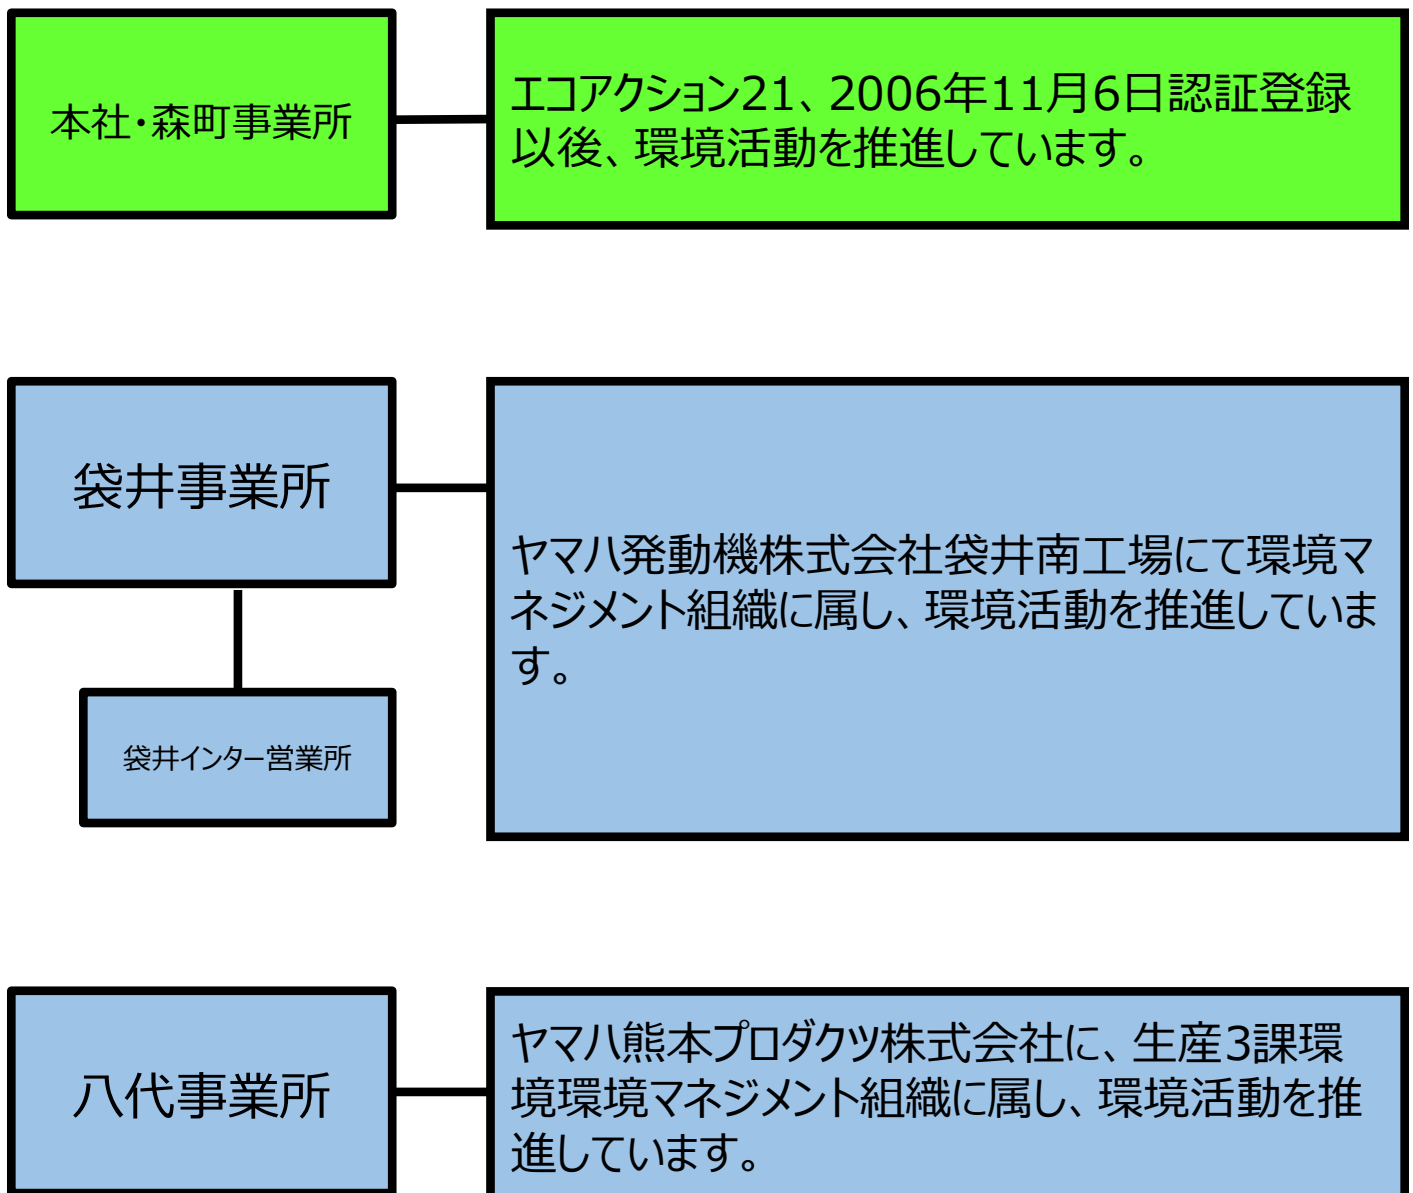 本社・森町事業所
エコアクション21、2006年11月6日認証登録
以後、環境活動を推進しています。
袋井事業所
ヤマハ発動機株式会社袋井南工場にて環境マ
ネジメント組織に属し、環境活動を推進していま
す。
袋井インター営業所
八代事業所
ヤマハ熊本プロダクツ株式会社に、生産3課環
境環境マネジメント組織に属し、環境活動を推
進しています。